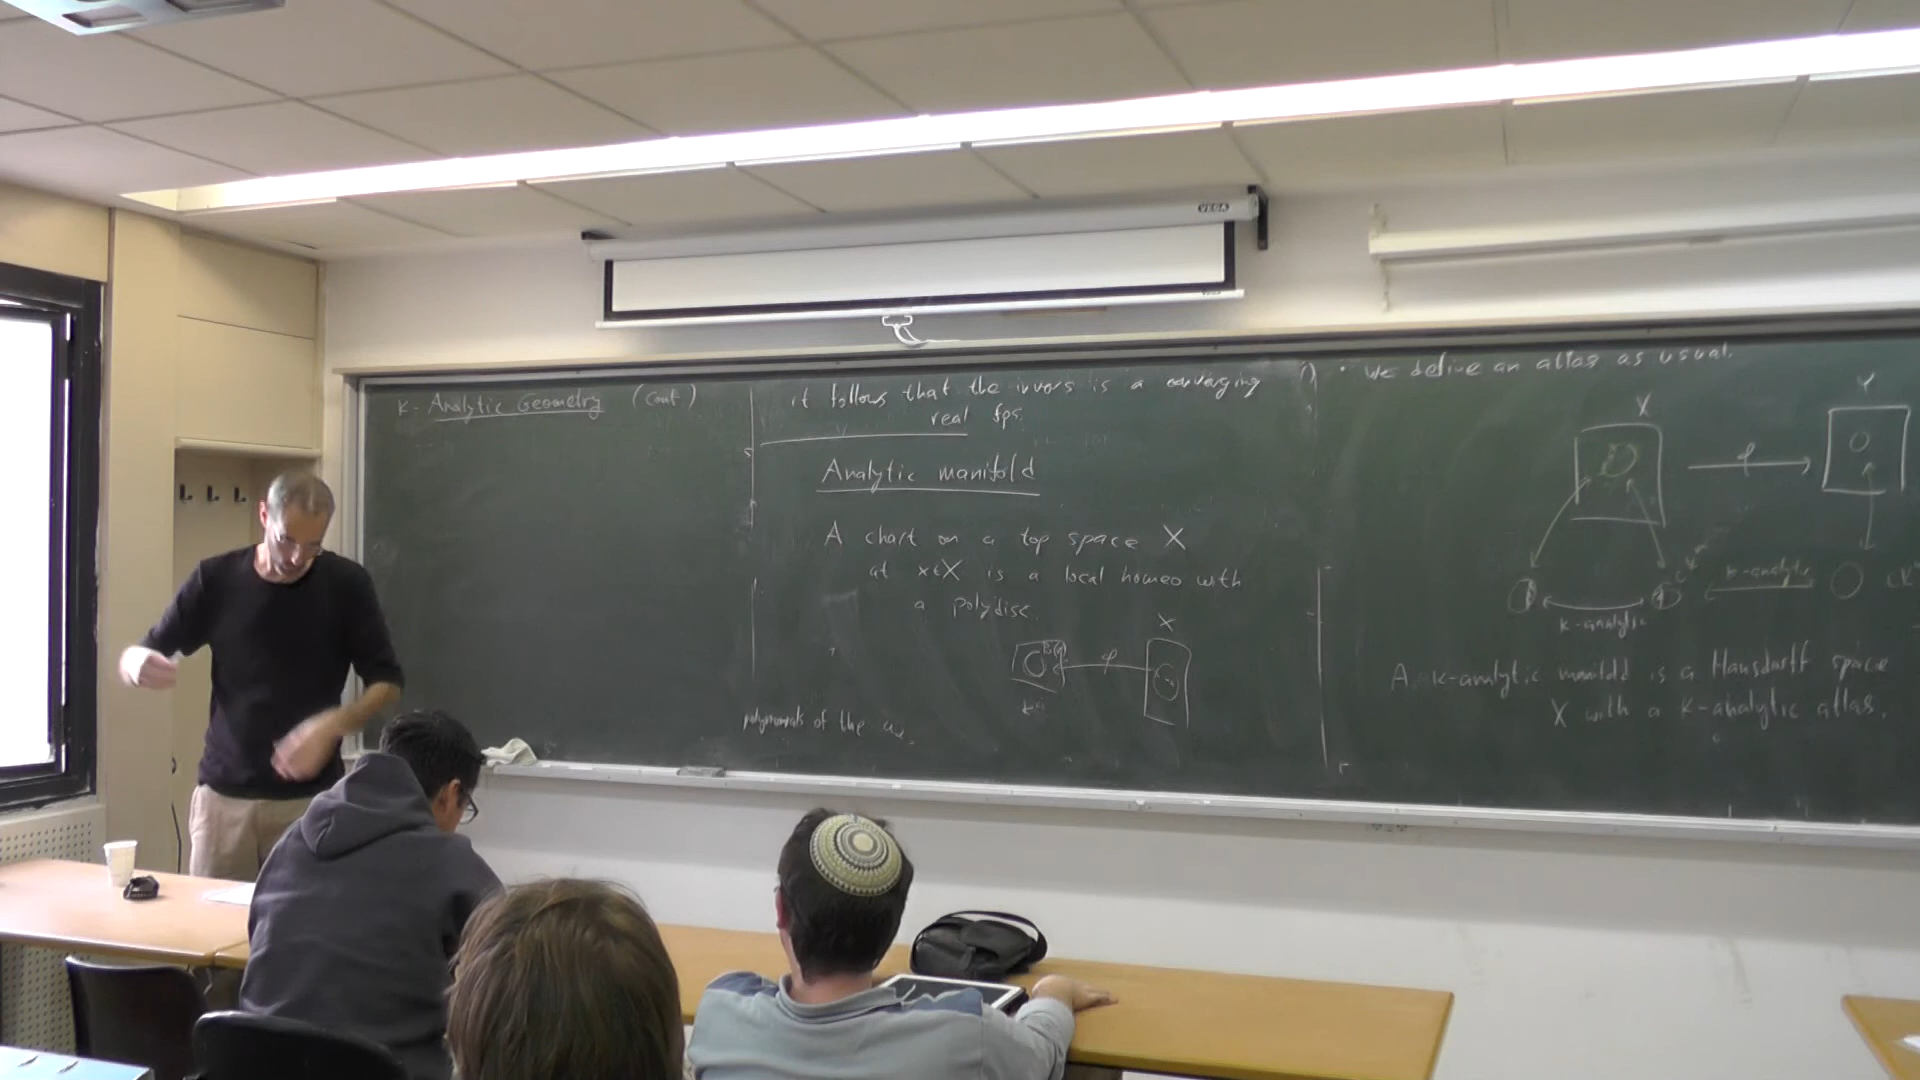 VEGA
K-Analytic Geometry (Cont)
it follows that the invers is a converging
real fps.
Analytic manifold
A chart on a top space X
at x∈X is a local homeo with
a polydisc.
X
φ
polynomials of the
• We define an atlas as usual.
X
Y
φ
K-analytic
K-analytic
A K-analytic manifold is a Hausdorff space
X with a K-analytic atlas.